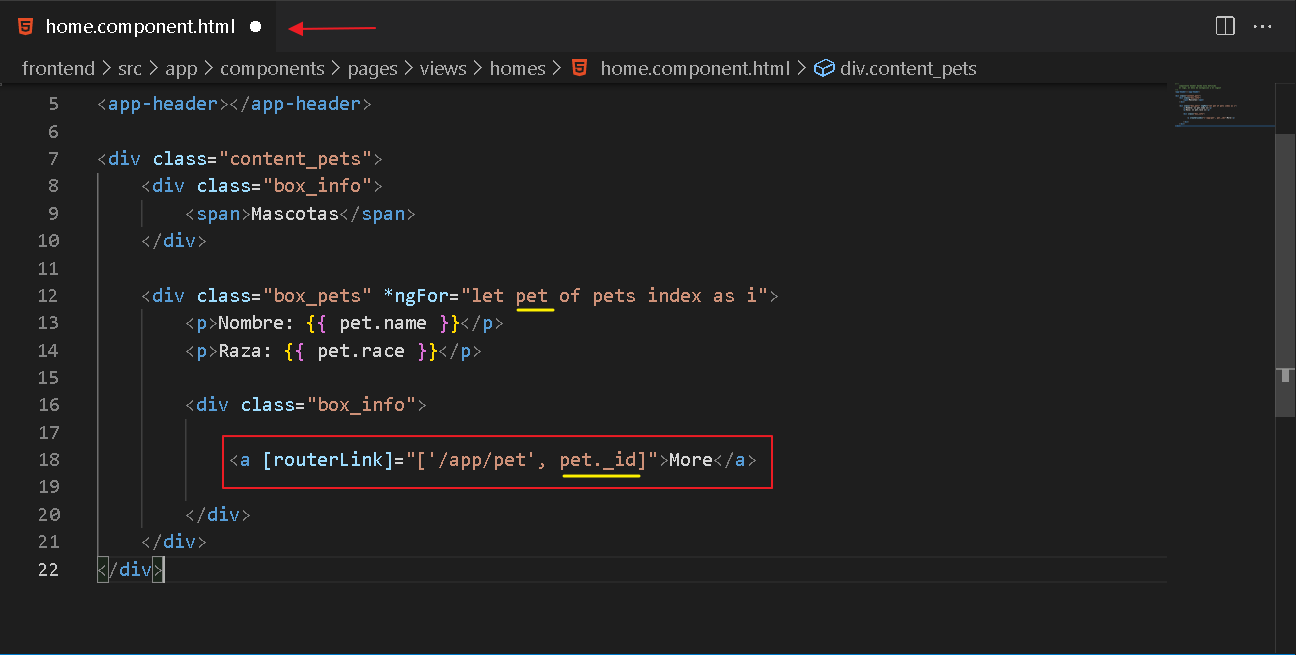 home.component.html
frontend > src > app > components > pages > views > homes > home.component.html > div.content_pets
5 <app-header></app-header>
6
7 <div class="content_pets">
8 <div class="box_info">
9 <span>Mascotas</span>
10 </div>
11
12 <div class="box_pets" *ngFor="let pet of pets index as i">
13 <p>Nombre: {{ pet.name }}</p>
14 <p>Raza: {{ pet.race }}</p>
15
16 <div class="box_info">
17
18 <a [routerLink]="['/app/pet', pet._id]">More</a>
19
20 </div>
21 </div>
22 </div>